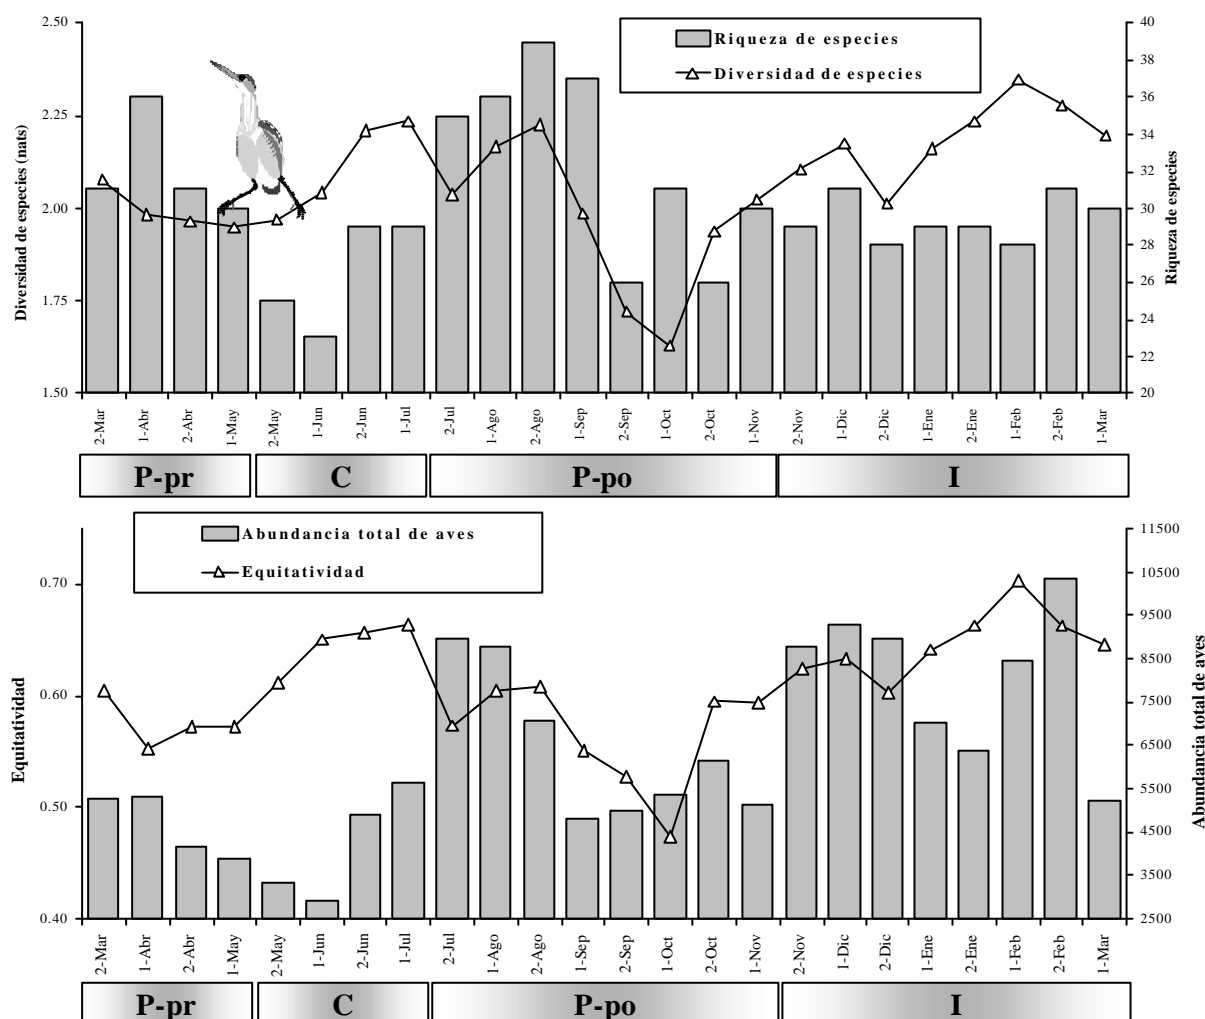 2.50
2.25
2.00
1.75
1.50
Diversidad de especies (nats)
40
38
36
34
32
30
28
26
24
22
20
Riqueza de especies
Riqueza de especies
Diversidad de especies
2-Mar
1-Abr
2-Abr
1-May
2-May
1-Jun
2-Jun
1-Jul
2-Jul
1-Ago
2-Ago
1-Sep
2-Sep
1-Oct
2-Oct
1-Nov
2-Nov
1-Dic
2-Dic
1-Ene
2-Ene
1-Feb
2-Feb
1-Mar
P-pr
C
P-po
I
Abundancia total de aves
Equitatividad
0.70
0.60
0.50
0.40
Equitatividad
11500
10500
9500
8500
7500
6500
5500
4500
3500
2500
Abundancia total de aves
2-Mar
1-Abr
2-Abr
1-May
2-May
1-Jun
2-Jun
1-Jul
2-Jul
1-Ago
2-Ago
1-Sep
2-Sep
1-Oct
2-Oct
1-Nov
2-Nov
1-Dic
2-Dic
1-Ene
2-Ene
1-Feb
2-Feb
1-Mar
P-pr
C
P-po
I